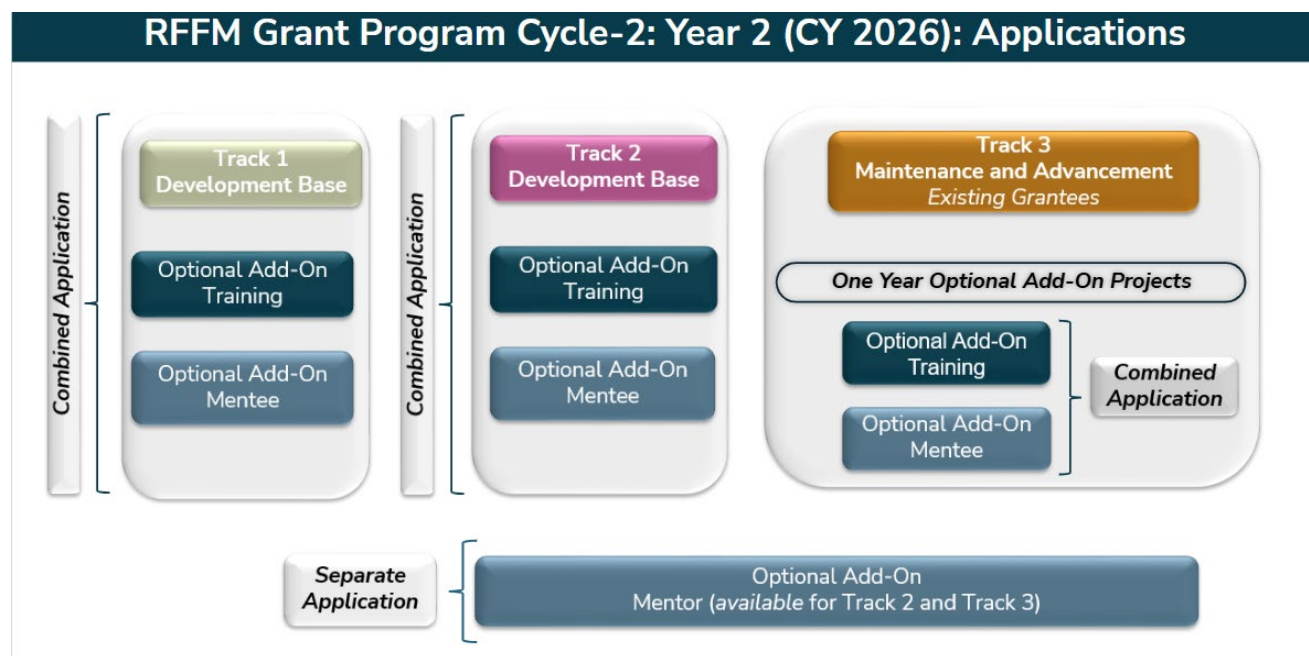 RFFM Grant Program Cycle-2: Year 2 (CY 2026): Applications
Combined Application
Track 1
Development Base
Optional Add-On
Training
Optional Add-On
Mentee
Combined Application
Track 2
Development Base
Optional Add-On
Training
Optional Add-On
Mentee
Track 3
Maintenance and Advancement
Existing Grantees
One Year Optional Add-On Projects
Optional Add-On
Training
Optional Add-On
Mentee
Combined
Application
Separate
Application
Optional Add-On
Mentor (available for Track 2 and Track 3)